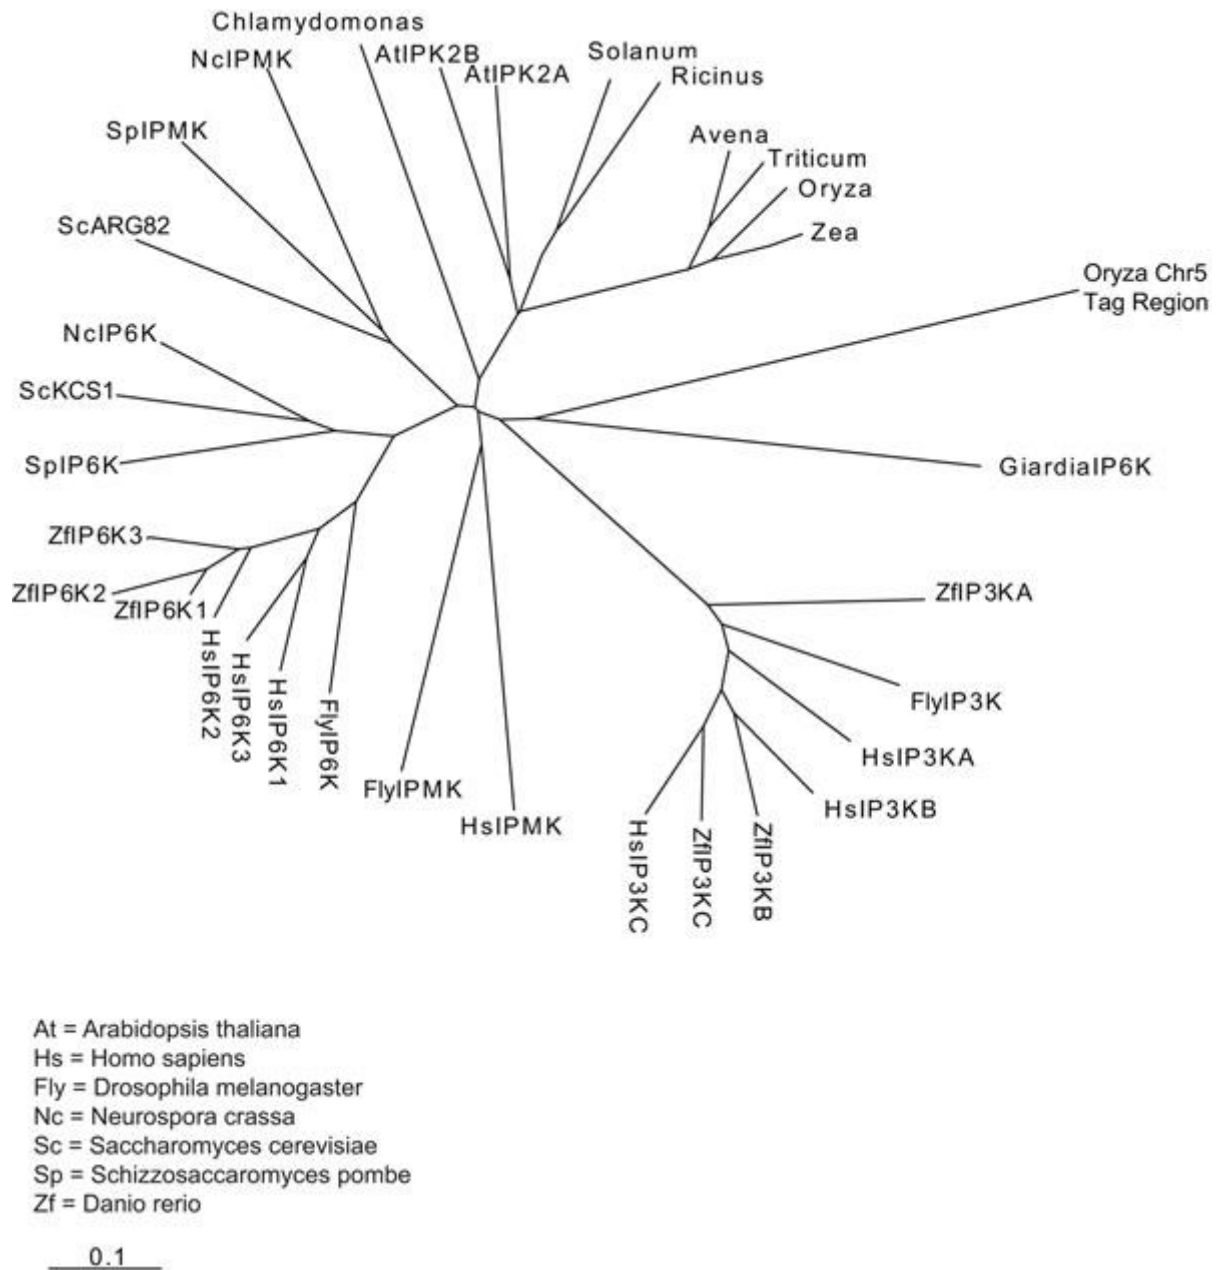 Chlamydomonas
NcIPMK
AtIPK2B
AtIPK2A
Solanum
Ricinus
SpIPMK
Avena
Triticum
Oryza
Zea
ScARG82
Oryza Chr5
Tag Region
NcIP6K
ScKCS1
SpIP6K
GiardiaIP6K
ZfIP6K3
ZfIP6K2
ZfIP6K1
HsIP6K2
HsIP6K3
HsIP6K1
FlyIP6K
FlyIPMK
HsIPMK
ZfIP3KA
FlyIP3K
HsIP3KA
HsIP3KB
HsIP3KC
ZfIP3KC
ZfIP3KB
At = Arabidopsis thaliana
Hs = Homo sapiens
Fly = Drosophila melanogaster
Nc = Neurospora crassa
Sc = Saccharomyces cerevisiae
Sp = Schizzosaccaromyces pombe
Zf = Danio rerio
0.1